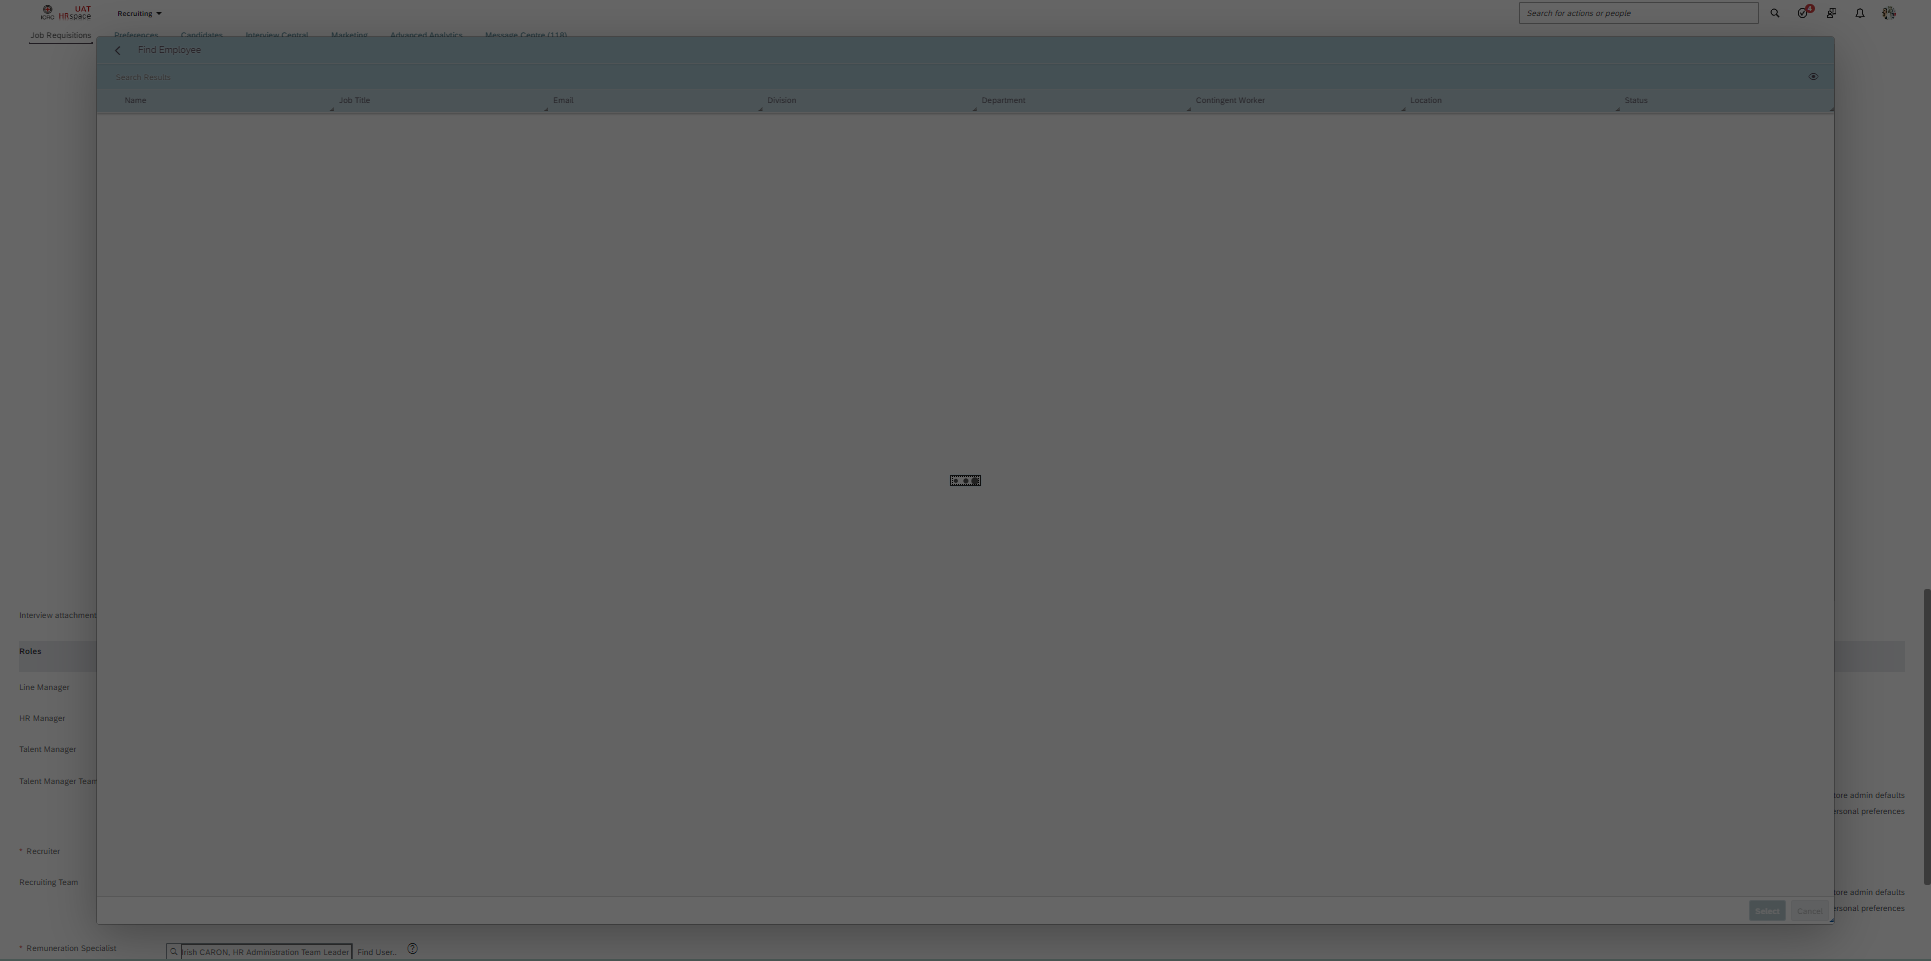 UAT
ICRC HRspace
Recruiting
Search for actions or people
4
Job Requisitions Preferences Candidates Interview Central Marketing Advanced Analytics Message Centre (118)
Find Employee
Search Results
Name Job Title Email Division Department Contingent Worker Location Status
Interview attachment
Roles
Line Manager
HR Manager
Talent Manager
Talent Manager Team
ore admin defaults
rsonal preferences
* Recruiter
Recruiting Team
ore admin defaults
rsonal preferences
Select Cancel
* Remuneration Specialist
Irish CARON, HR Administration Team Leader Find User... ?